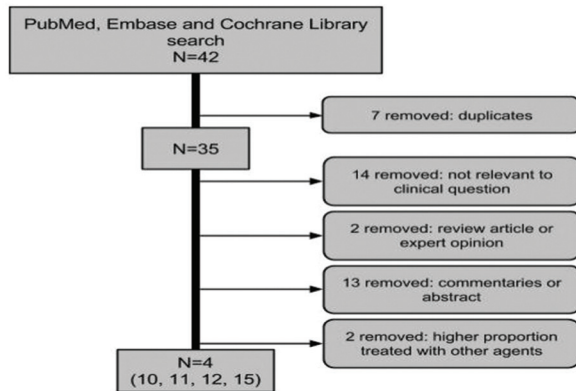 PubMed, Embase and Cochrane Library
search
N=42
7 removed: duplicates
N=35
14 removed: not relevant to
clinical question
2 removed: review article or
expert opinion
13 removed: commentaries or
abstract
2 removed: higher proportion
treated with other agents
N=4
(10, 11, 12, 15)